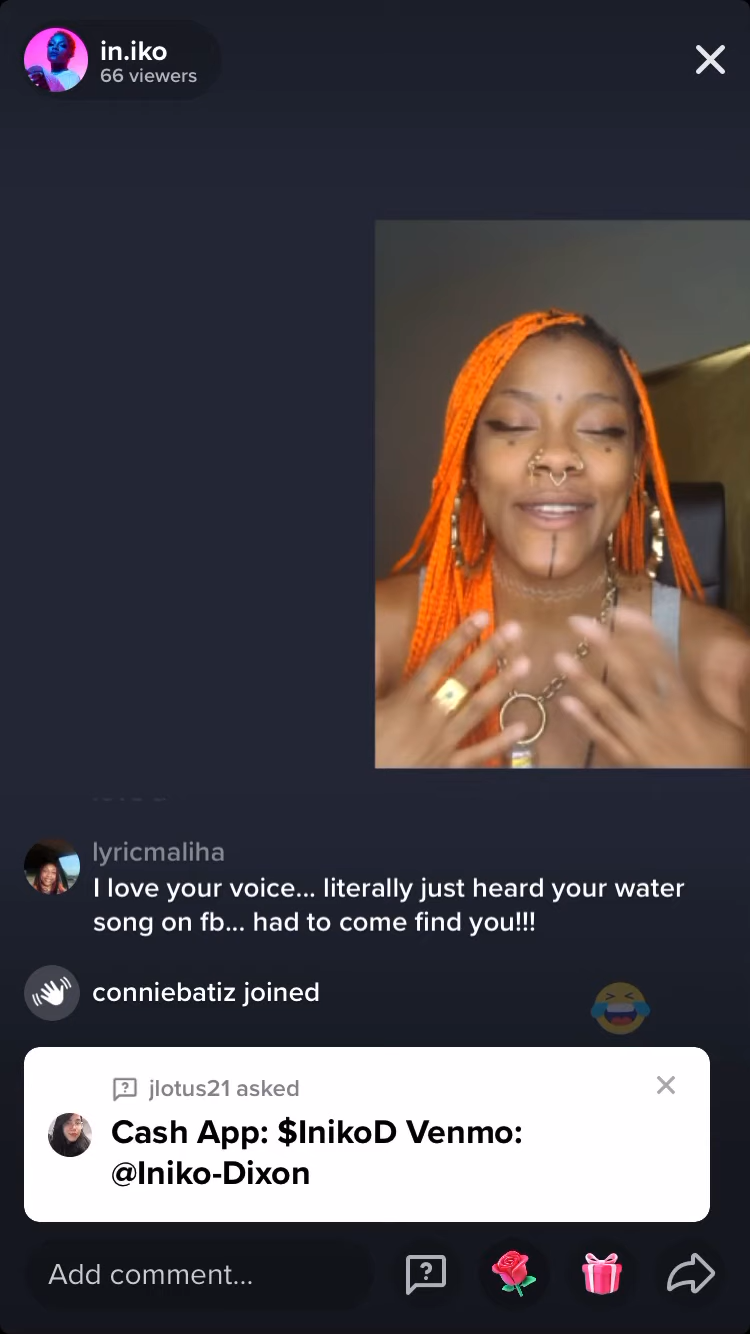 in.iko
66 viewers
lyricmaliha
I love your voice... literally just heard your water
song on fb... had to come find you!!!
conniebatiz joined
jlotus21 asked
Cash App: $InikoD Venmo:
@Iniko-Dixon
Add comment...